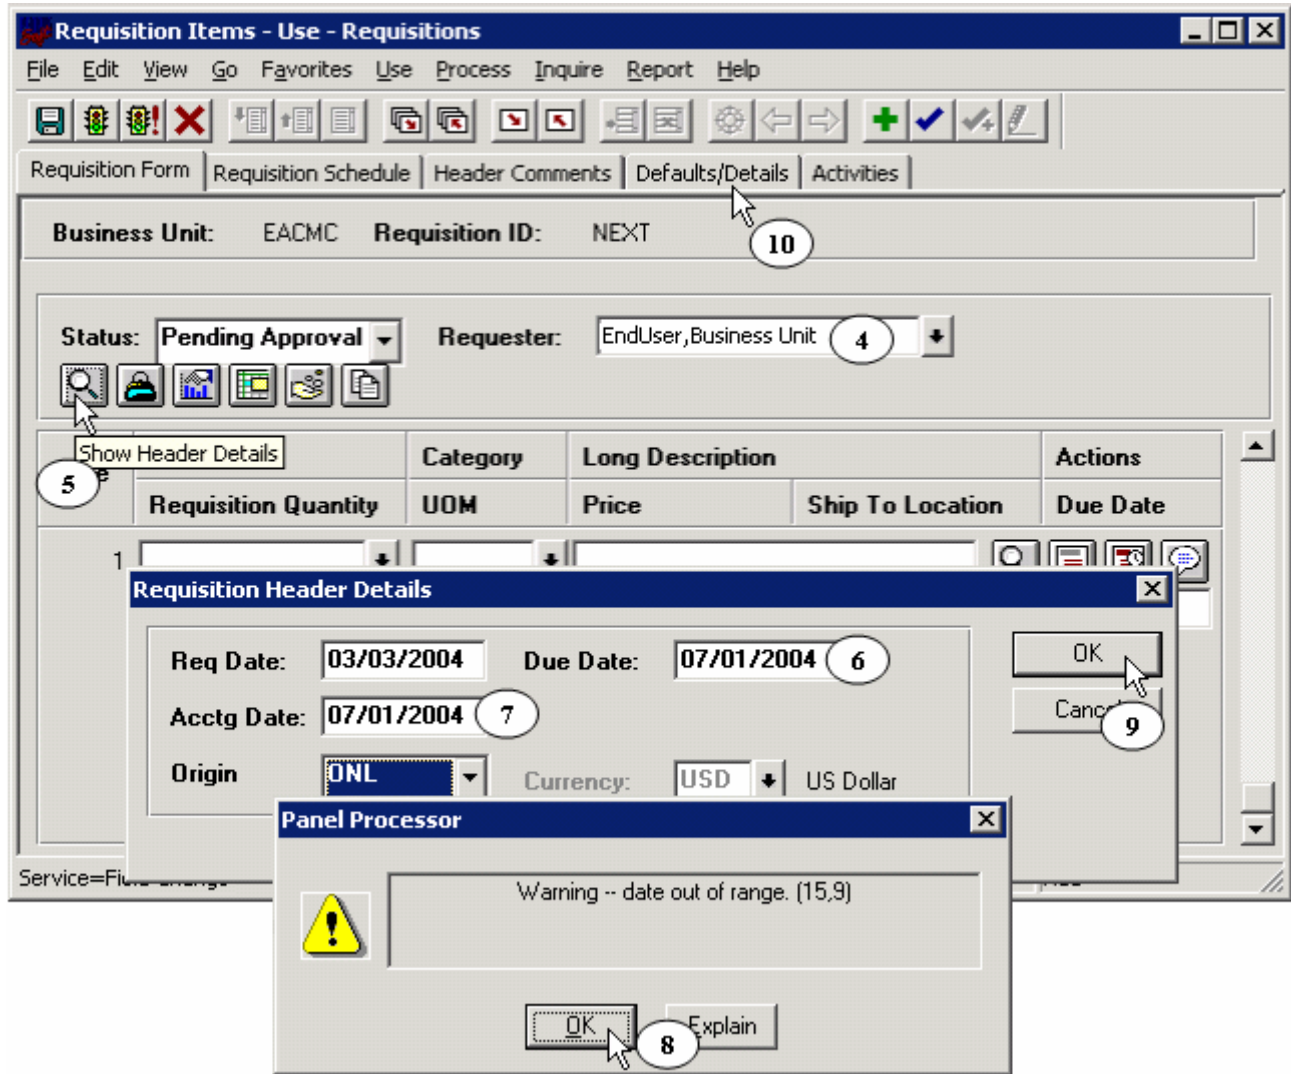 Requisition Items - Use - Requisitions
File Edit View Go Favorites Use Process Inquire Report Help
Requisition Form Requisition Schedule Header Comments Defaults/Details Activities
Business Unit: EACMC Requisition ID: NEXT
10
Status: Pending Approval Requester: EndUser,Business Unit 4
Show Header Details
5
Category Long Description Actions
Requisition Quantity UOM Price Ship To Location Due Date
1
Requisition Header Details
Req Date: 03/03/2004 Due Date: 07/01/2004 6 OK
Acctg Date: 07/01/2004 7 Cancel 9
Origin ONL Currency: USD US Dollar
Panel Processor
Warning -- date out of range. (15,9)
OK 8 Explain